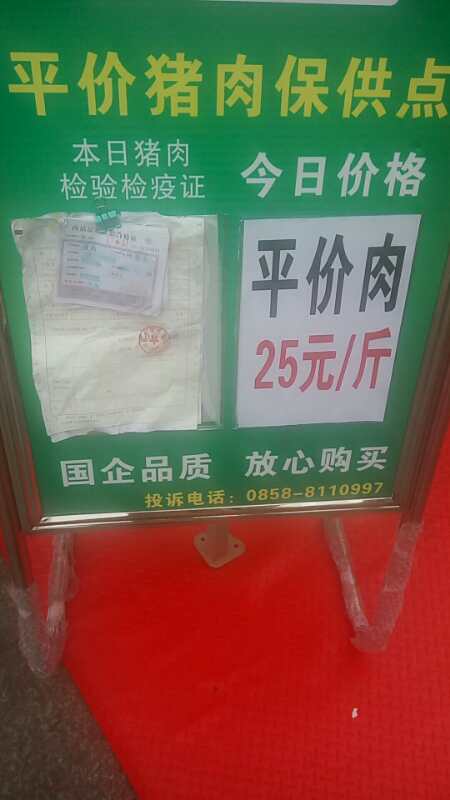 平价猪肉保供点
本日猪肉
检验检疫证
今日价格
平价肉
25元/斤
国企品质 放心购买
投诉电话：0858-8110997